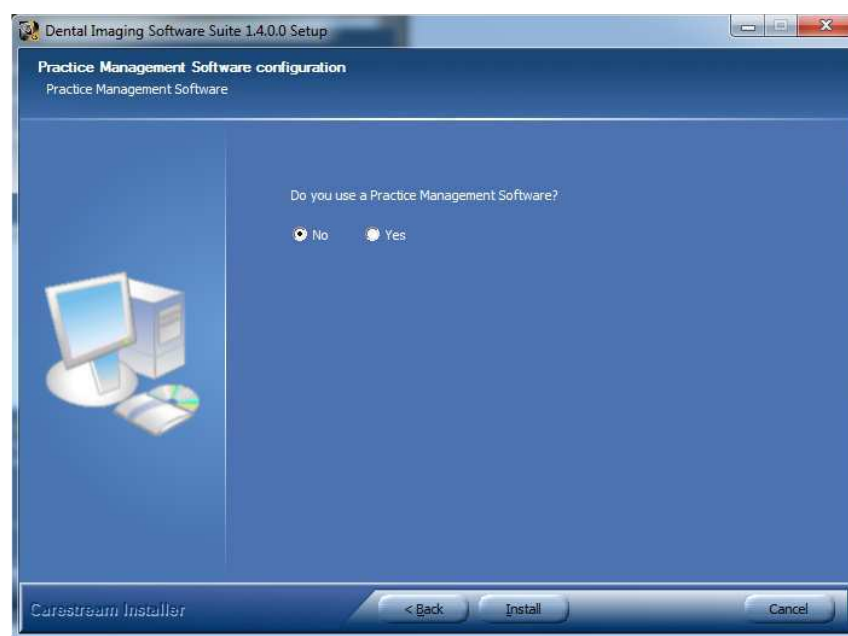 Dental Imaging Software Suite 1.4.0.0 Setup
Practice Management Software configuration
Practice Management Software
Do you use a Practice Management Software?
No Yes
Carestream Installer
< Back Install Cancel